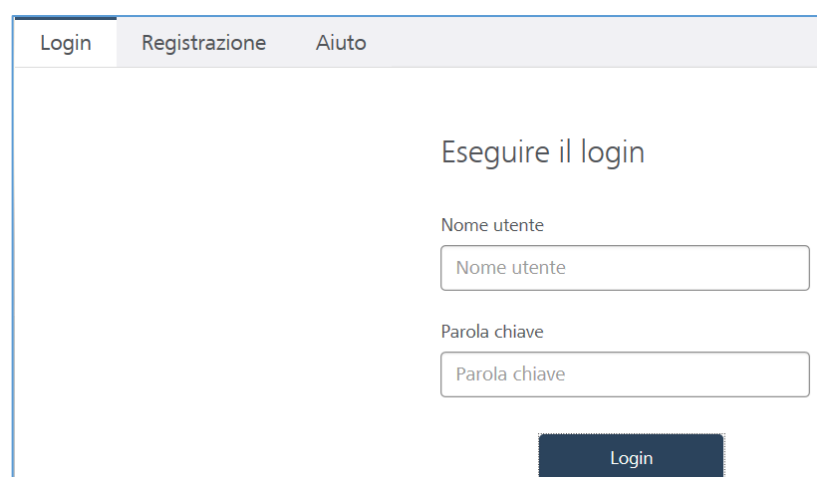 Login Registrazione Aiuto
Eseguire il login
Nome utente
Nome utente
Parola chiave
Parola chiave
Login